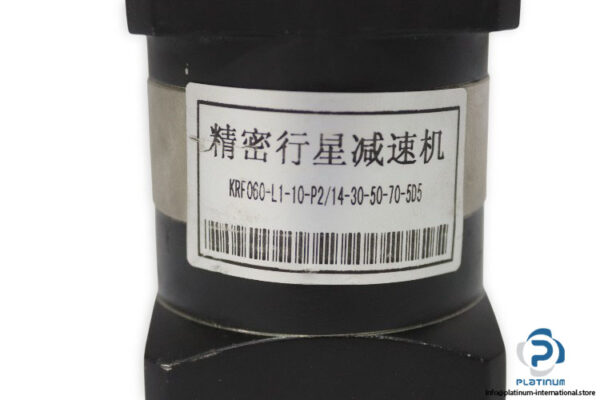 精密行星减速机
KRF060-L1-10-P2/14-30-50-70-5D5
PLATINUM
info@platinum-international.store